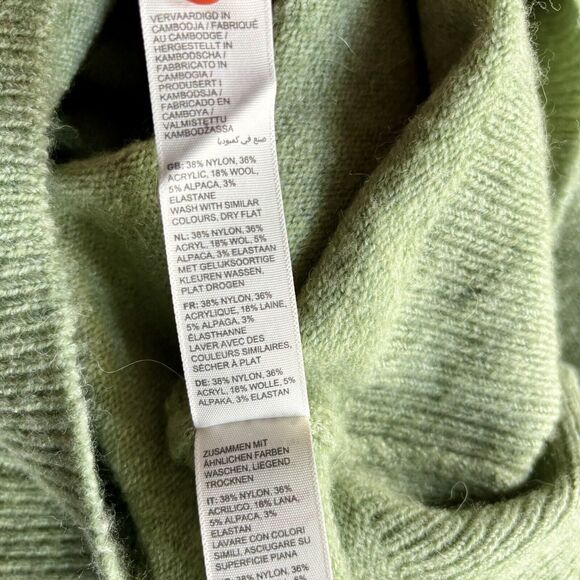 VERVAARDIGD IN
CAMBODJA / FABRIQUÉ
AU CAMBODGE /
HERGESTELLT IN
KAMBODSCHA /
FABBRICATO IN
CAMBOGIA /
PRODUSERT I
KAMBODSJA /
FABRICADO EN
CAMBOYA /
VALMISTETTU
KAMBODŽASSA
صنع في كمبوديا
GB: 38% NYLON, 36%
ACRYLIC, 18% WOOL,
5% ALPACA, 3%
ELASTANE
WASH WITH SIMILAR
COLOURS, DRY FLAT
NL: 38% NYLON, 36%
ACRYL, 18% WOL, 5%
ALPACA, 3% ELASTAAN
MET GELIJKSOORTIGE
KLEUREN WASSEN,
PLAT DROGEN
FR: 38% NYLON, 36%
ACRYLIQUE, 18% LAINE,
5% ALPAGA, 3%
ÉLASTHANNE
LAVER AVEC DES
COULEURS SIMILAIRES,
SÉCHER À PLAT
DE: 38% NYLON, 36%
ACRYL, 18% WOLLE, 5%
ALPAKA, 3% ELASTAN
ZUSAMMEN MIT
ÄHNLICHEN FARBEN
WASCHEN, LIEGEND
TROCKNEN
IT: 38% NYLON, 36%
ACRILICO, 18% LANA,
5% ALPACA, 3%
ELASTAN
LAVARE CON COLORI
SIMILI, ASCIUGARE SU
SUPERFICIE PIANA
38% NYLON, 36%